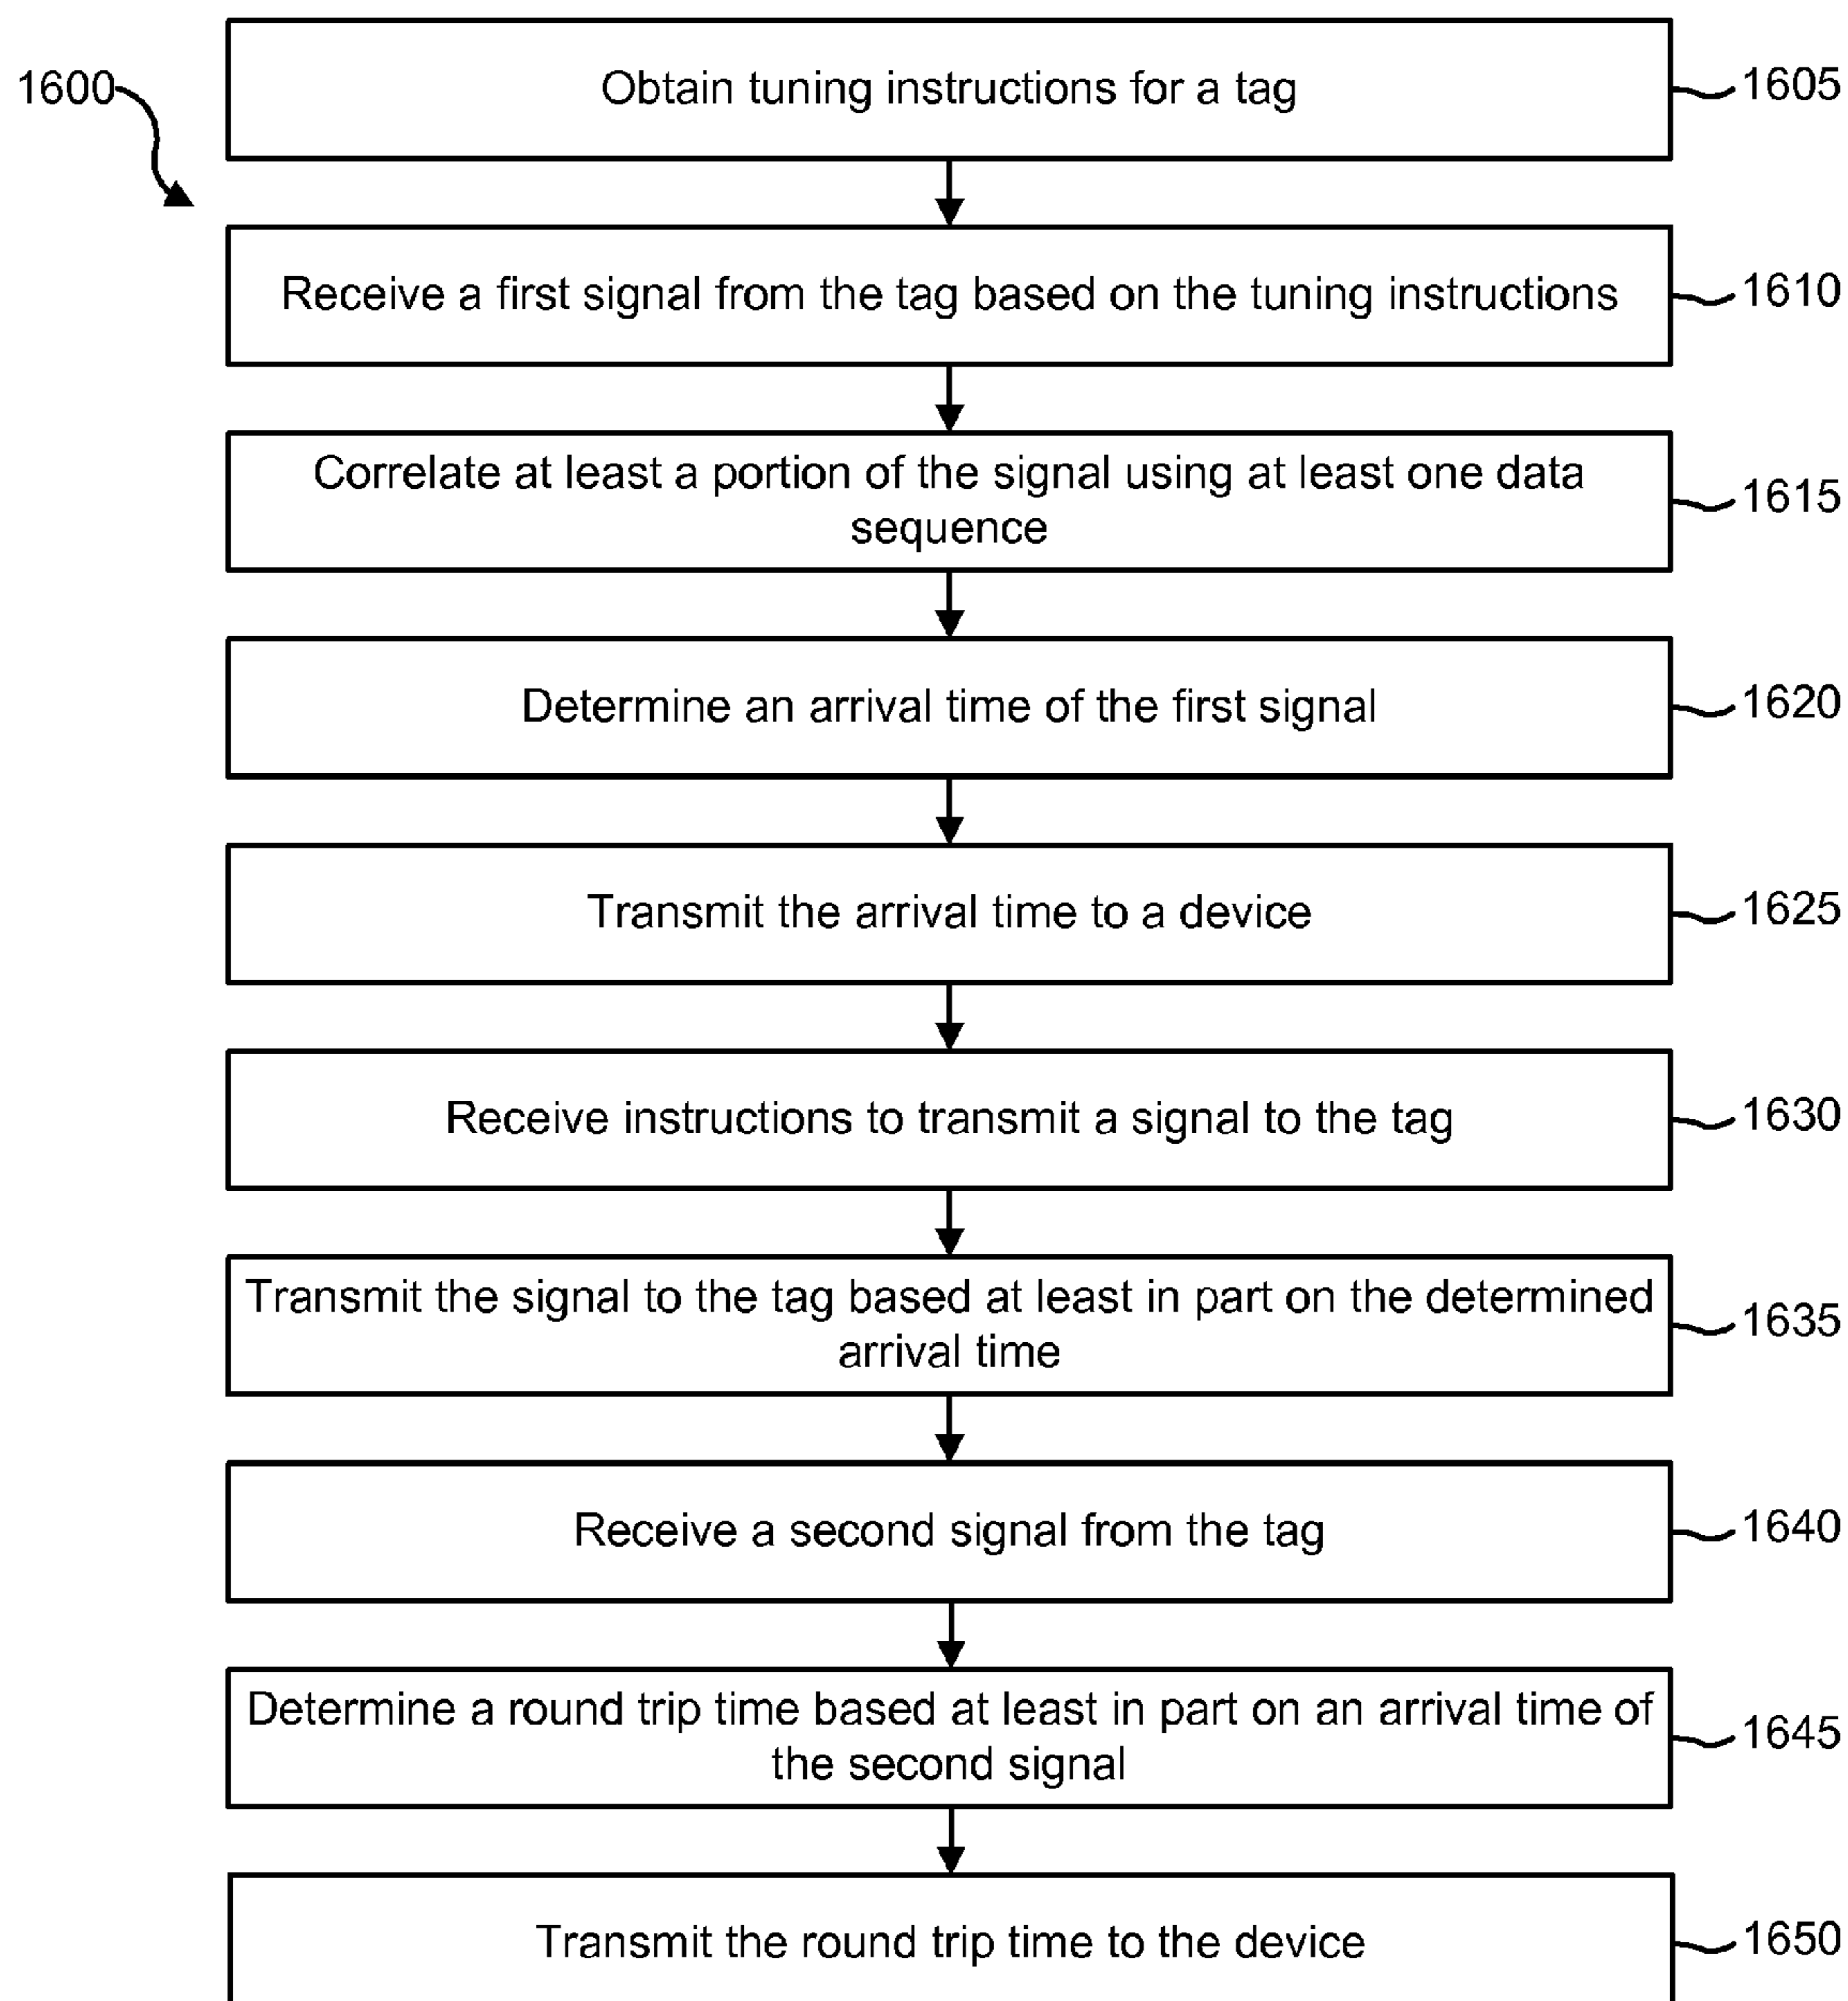 1600
Obtain tuning instructions for a tag
1605
Receive a first signal from the tag based on the tuning instructions
1610
Correlate at least a portion of the signal using at least one data
sequence
1615
Determine an arrival time of the first signal
1620
Transmit the arrival time to a device
1625
Receive instructions to transmit a signal to the tag
1630
Transmit the signal to the tag based at least in part on the determined
arrival time
1635
Receive a second signal from the tag
1640
Determine a round trip time based at least in part on an arrival time of
the second signal
1645
Transmit the round trip time to the device
1650